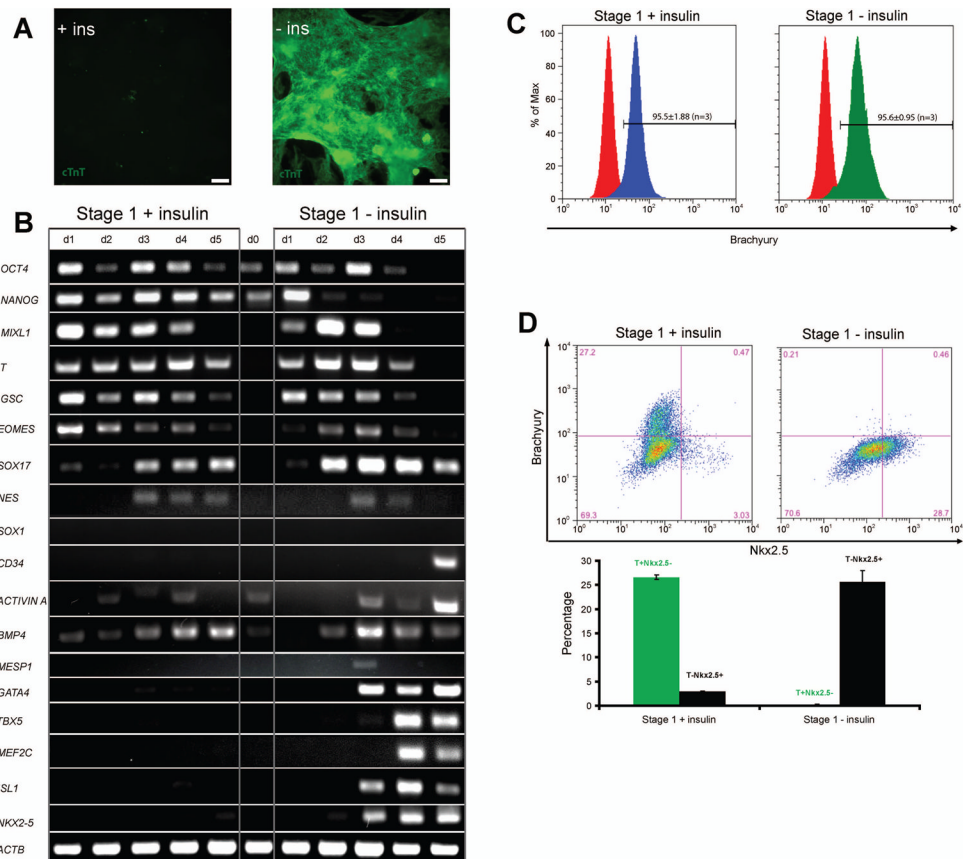 A
+ ins
cTnT
- ins
cTnT
B
Stage 1 + insulin
Stage 1 - insulin
d1 d2 d3 d4 d5 d0 d1 d2 d3 d4 d5
OCT4
NANOG
MIXL1
T
GSC
EOMES
SOX17
NES
SOX1
CD34
ACTIVIN A
BMP4
MESP1
GATA4
TBX5
MEF2C
ISL1
NKX2-5
ACTB
C
Stage 1 + insulin
Stage 1 - insulin
% of Max
100
80
60
40
20
0
95.5±1.88 (n=3)
95.6±0.95 (n=3)
10⁰ 10¹ 10² 10³ 10⁴
10⁰ 10¹ 10² 10³ 10⁴
Brachyury
D
Stage 1 + insulin
Stage 1 - insulin
Brachyury
10⁴
10³
10²
10¹
10⁰
27.2 0.47
69.3 3.03
0.21 0.46
70.6 28.7
10⁰ 10¹ 10² 10³ 10⁴
10⁰ 10¹ 10² 10³ 10⁴
Nkx2.5
Percentage
30
25
20
15
10
5
0
T+Nkx2.5-
T-Nkx2.5+
T+Nkx2.5-
T-Nkx2.5+
Stage 1 + insulin
Stage 1 - insulin